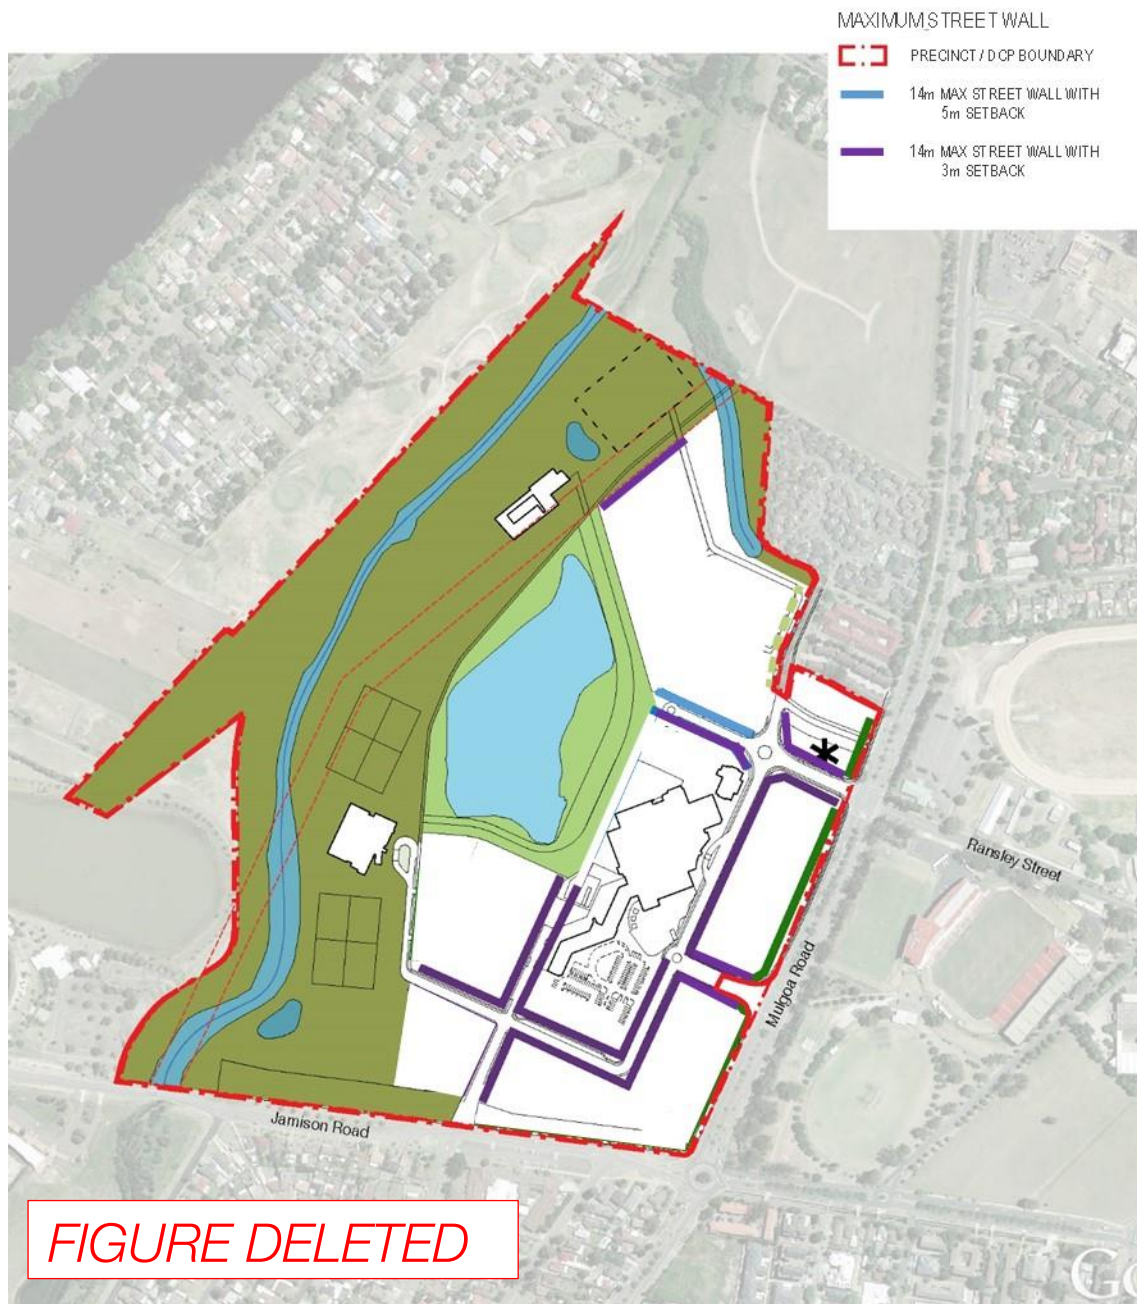 MAXIMUM STREET WALL
PRECINCT / DCP BOUNDARY
14m MAX STREET WALL WITH
5m SETBACK
14m MAX STREET WALL WITH
3m SETBACK
Ransley Street
Mulgoa Road
Jamison Road
FIGURE DELETED
Go